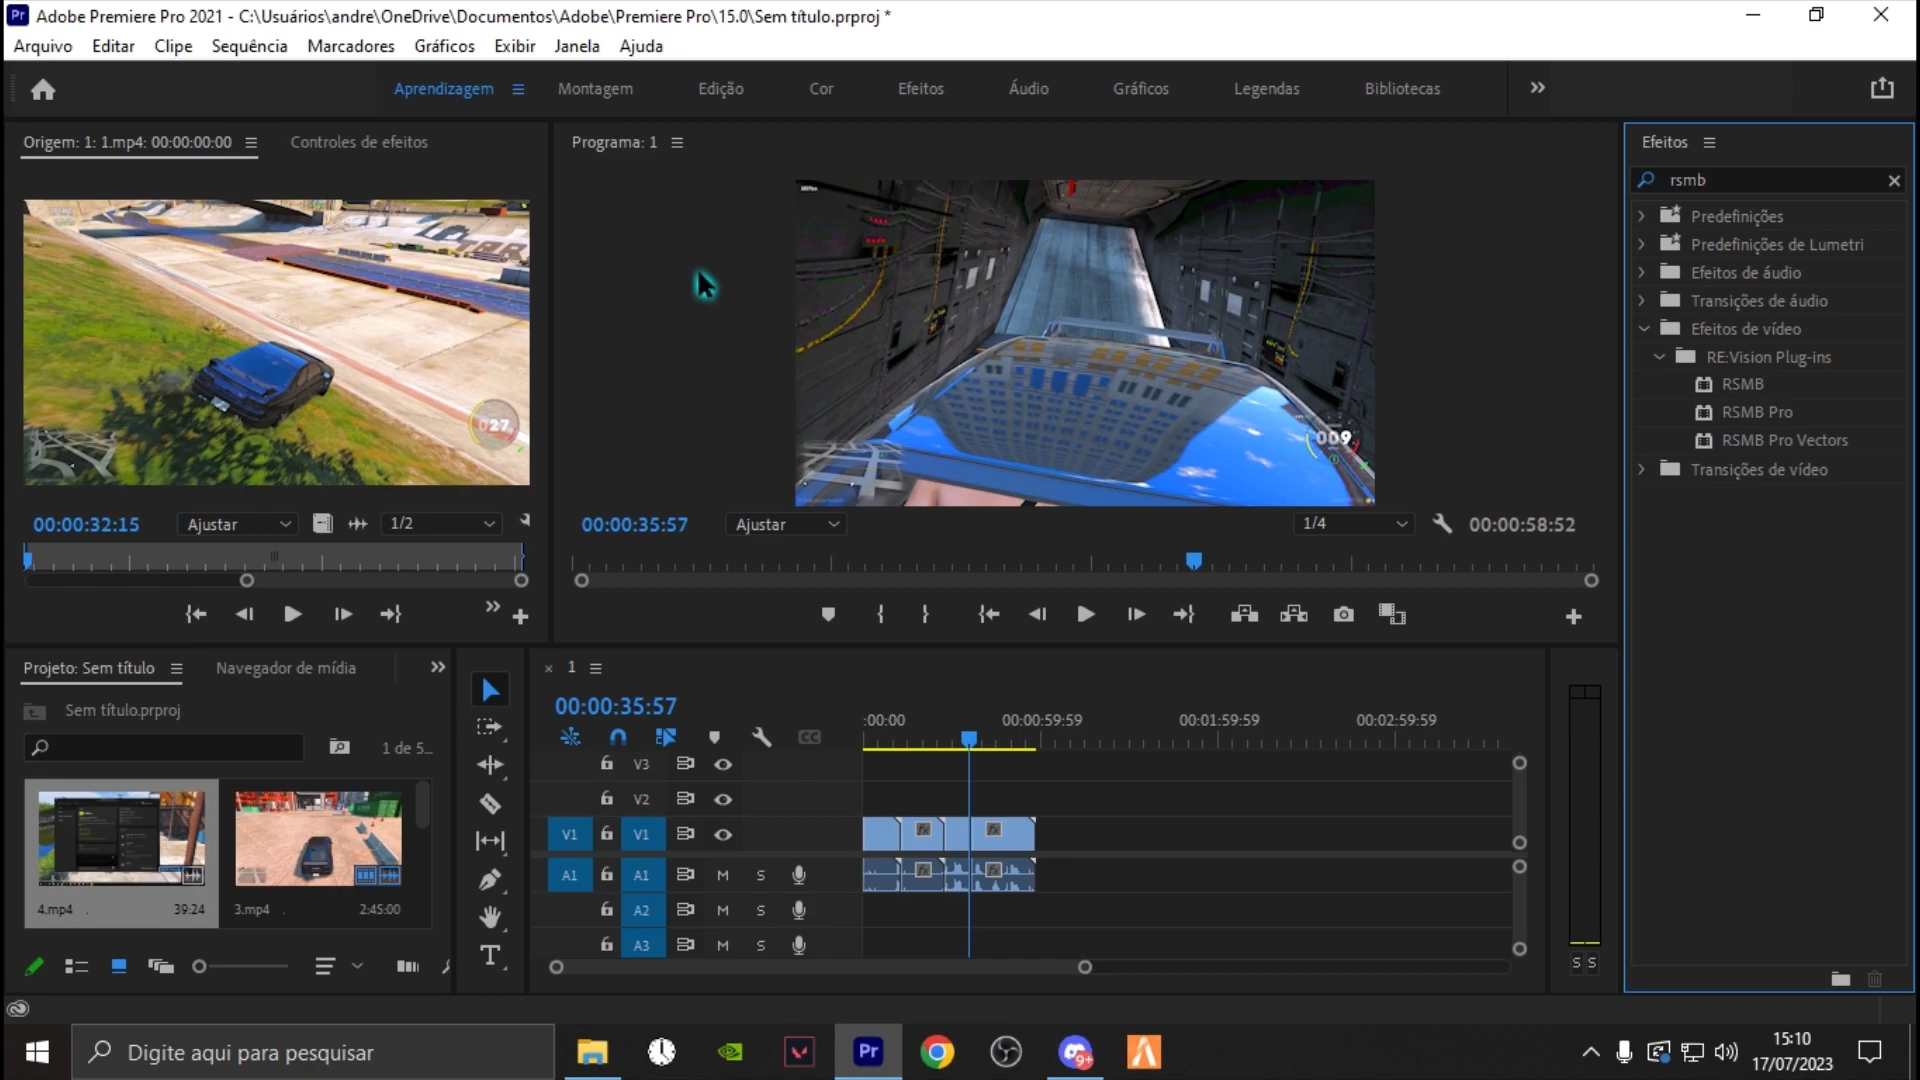 Adobe Premiere Pro 2021 - C:\Usuários\andre\OneDrive\Documentos\Adobe\Premiere Pro\15.0\Sem título.prproj *
Arquivo Editar Clipe Sequência Marcadores Gráficos Exibir Janela Ajuda
Aprendizagem Montagem Edição Cor Efeitos Áudio Gráficos Legendas Bibliotecas
Origem: 1: 1.mp4: 00:00:00:00 Controles de efeitos
Programa: 1
Efeitos
rsmb
Predefinições
Predefinições de Lumetri
Efeitos de áudio
Transições de áudio
Efeitos de vídeo
RE:Vision Plug-ins
RSMB
RSMB Pro
RSMB Pro Vectors
Transições de vídeo
027
009
00:00:32:15 Ajustar 1/2
00:00:35:57 Ajustar 1/4 00:00:58:52
Projeto: Sem título Navegador de mídia
Sem título.prproj
1 de 5...
4.mp4 39:24
3.mp4 2:45:00
1
00:00:35:57
:00:00 00:00:59:59 00:01:59:59 00:02:59:59
V3
V2
V1 V1
A1 A1 M S
A2 M S
A3 M S
S S
Digite aqui para pesquisar
Pr
9+
15:10
17/07/2023